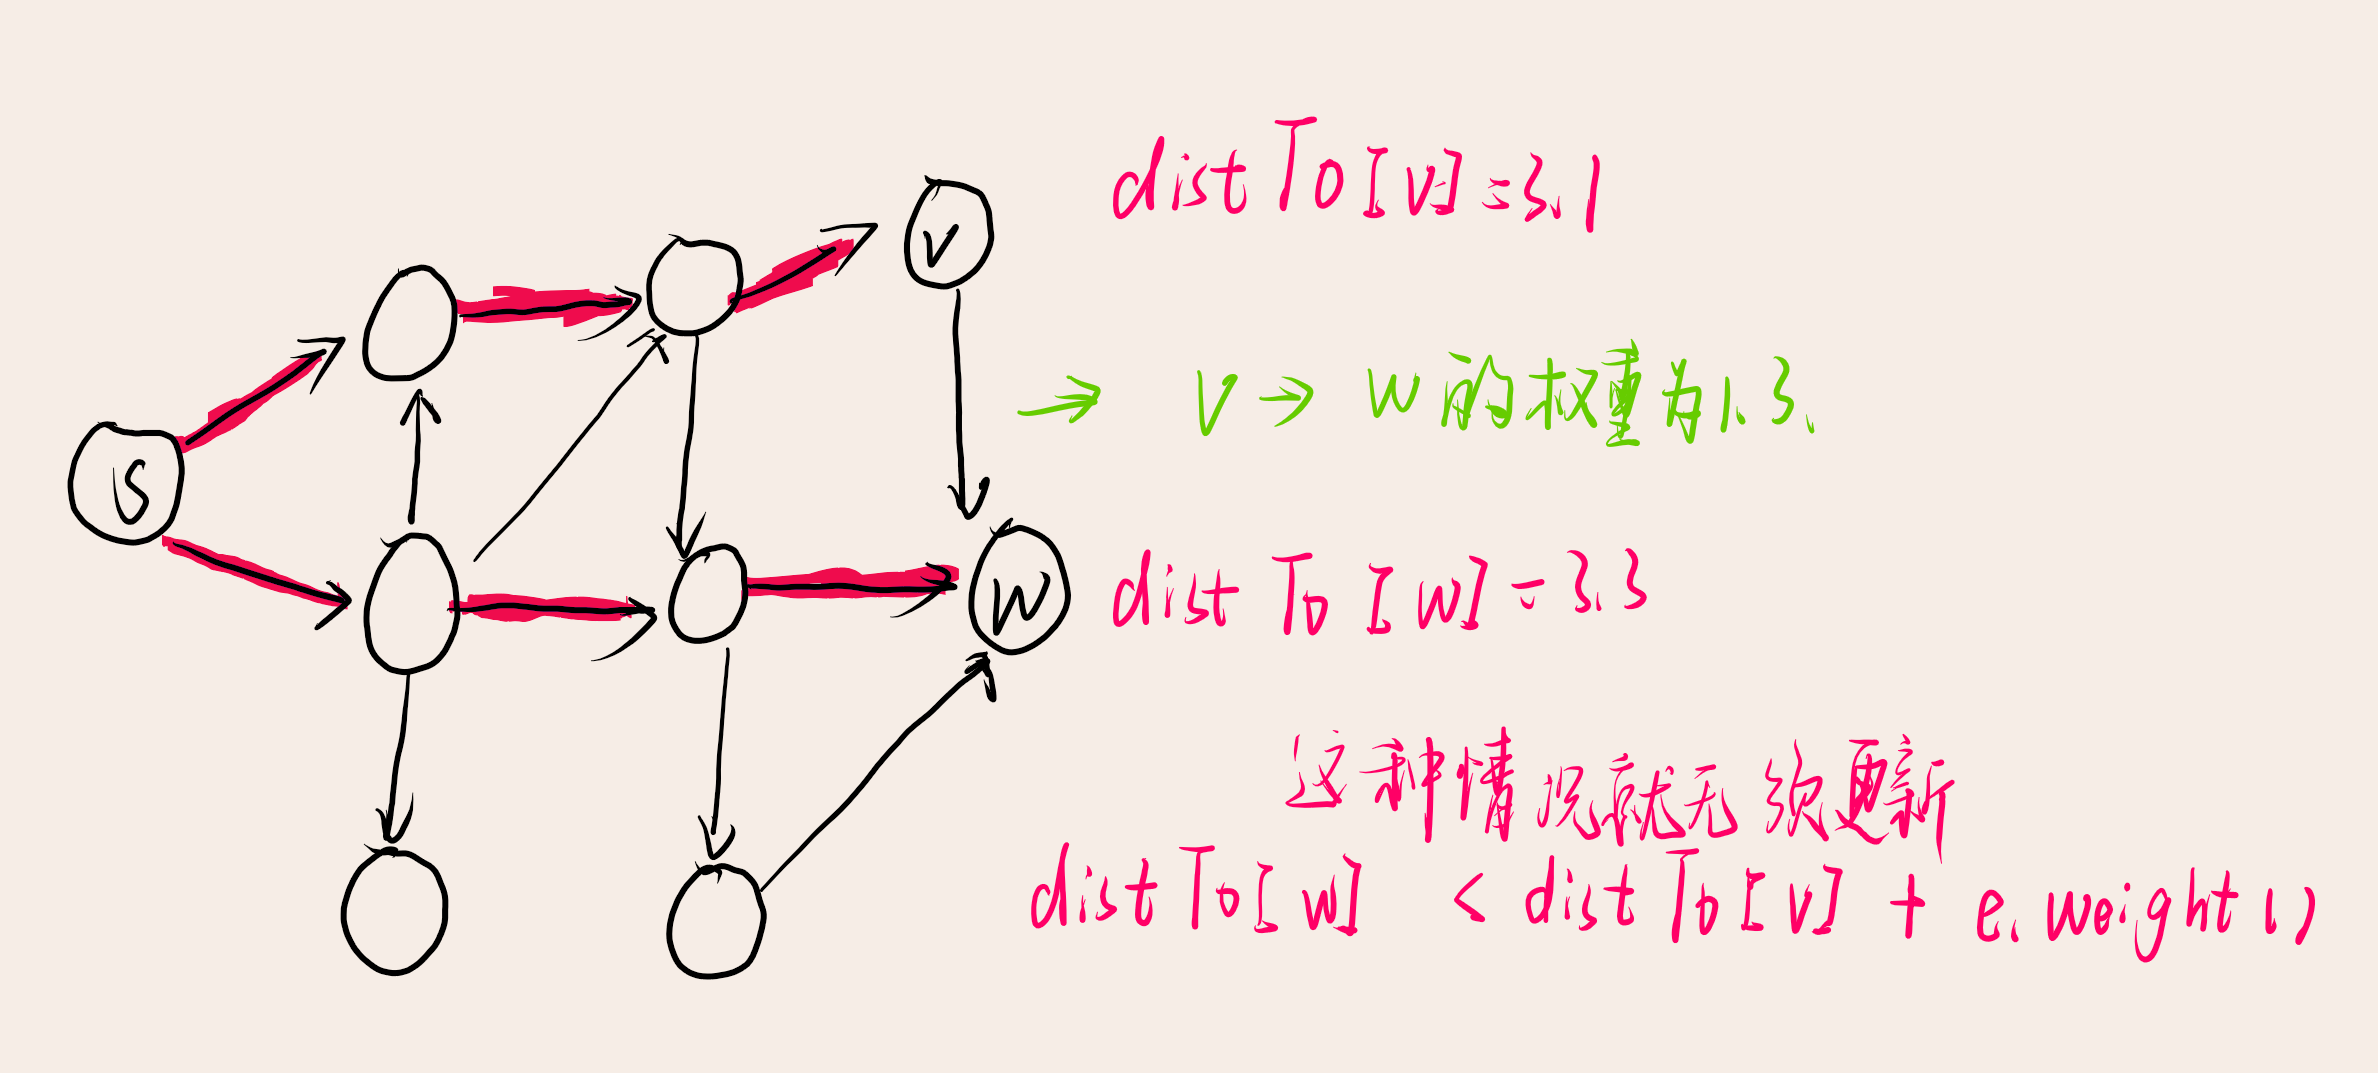 distTo[v]=3.1
V
→ V→W的权重为1.3.
S
distTo[w]=3.3
W
这种情况就无须更新
distTo[w] < distTo[v] + e.weight()